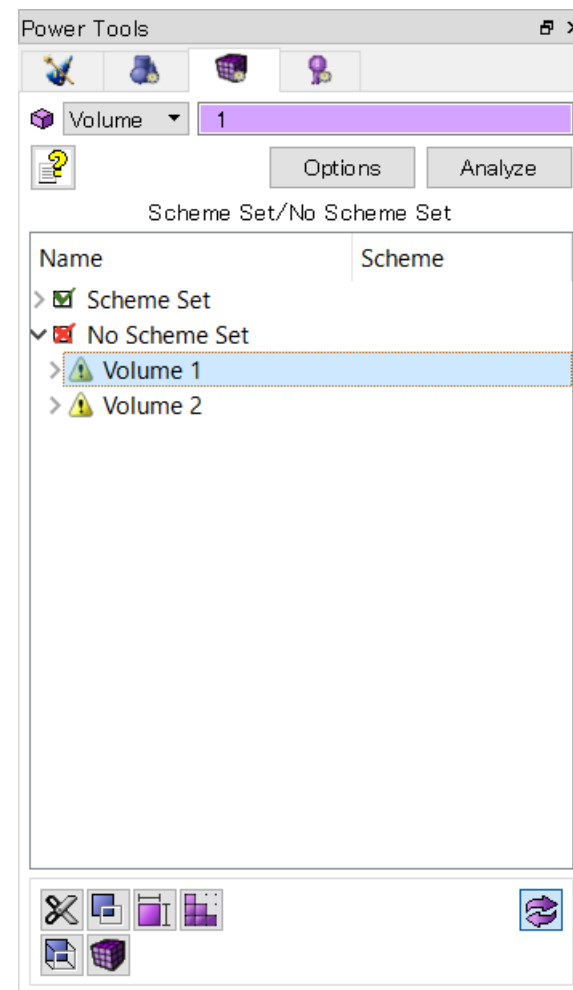 Power Tools
Volume 1
Options Analyze
Scheme Set/No Scheme Set
Name Scheme
Scheme Set
No Scheme Set
Volume 1
Volume 2